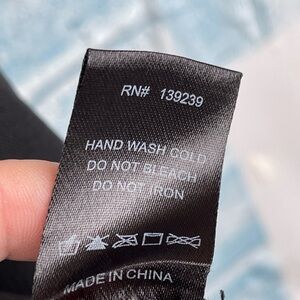 RN# 139239
HAND WASH COLD
DO NOT BLEACH
DO NOT IRON
MADE IN CHINA